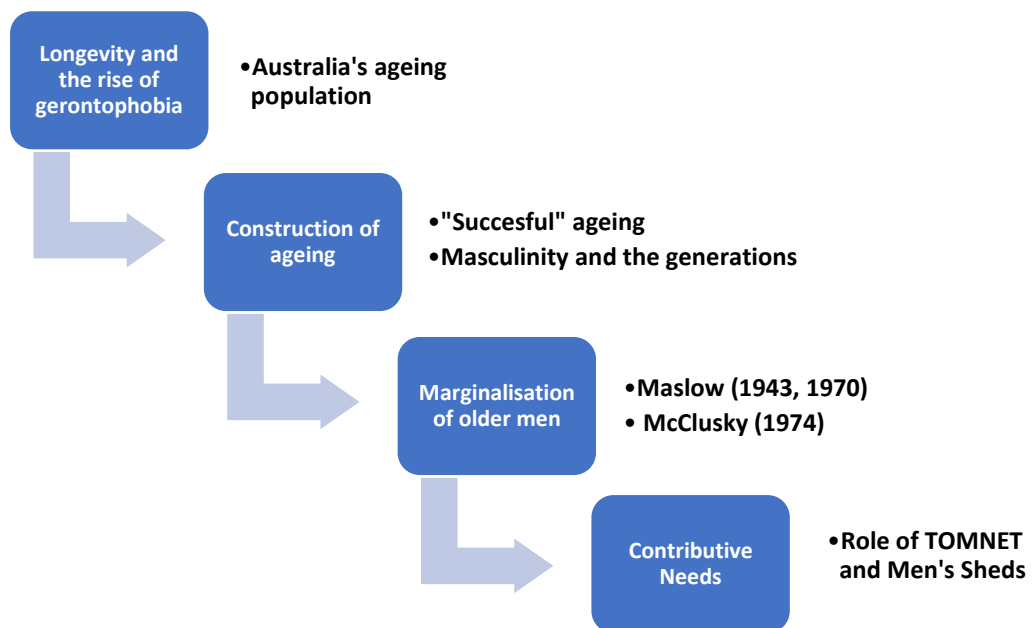 Longevity and
the rise of
gerontophobia
•Australia's ageing
population
Construction of
ageing
•"Succesful" ageing
•Masculinity and the generations
Marginalisation
of older men
•Maslow (1943, 1970)
• McClusky (1974)
Contributive
Needs
•Role of TOMNET
and Men's Sheds